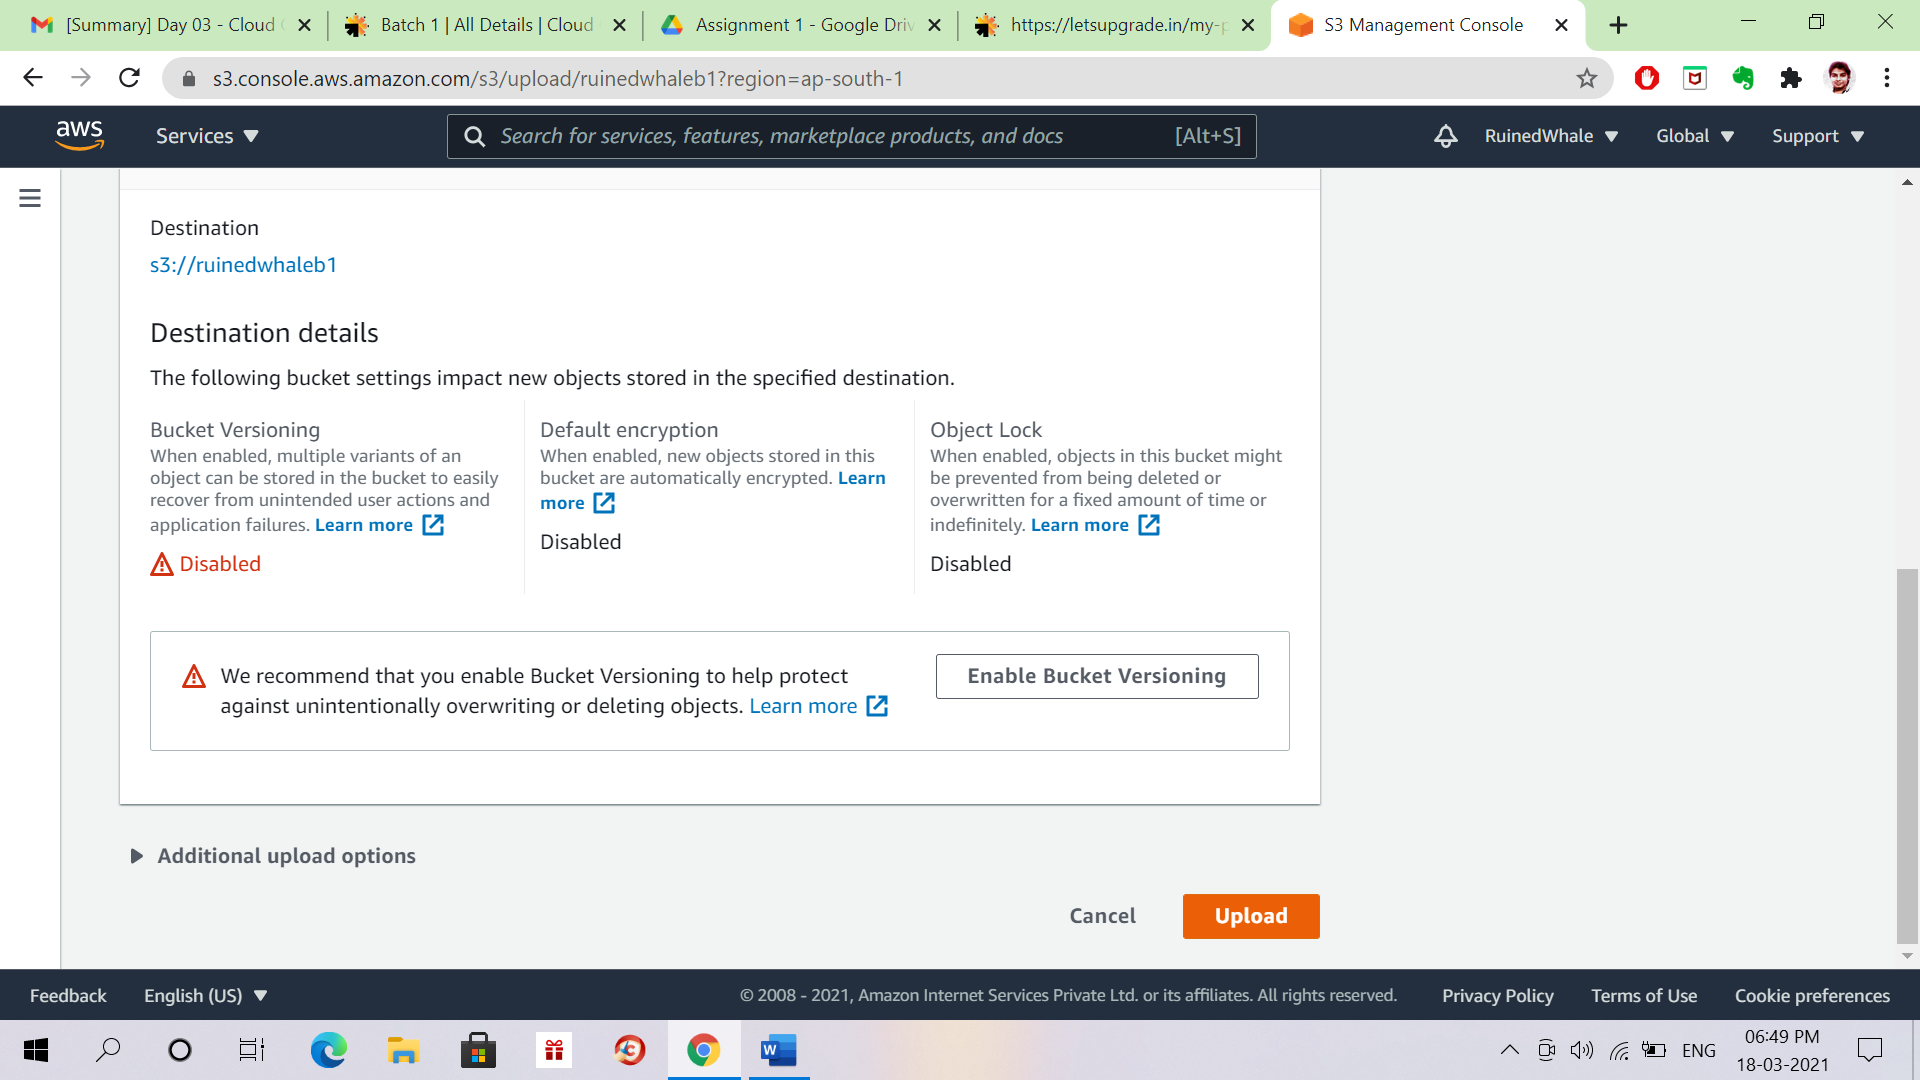 [Summary] Day 03 - Cloud
Batch 1 | All Details | Cloud
Assignment 1 - Google Driv
https://letsupgrade.in/my-p
S3 Management Console
s3.console.aws.amazon.com/s3/upload/ruinedwhaleb1?region=ap-south-1
aws
Services
Search for services, features, marketplace products, and docs
[Alt+S]
RuinedWhale
Global
Support
Destination
s3://ruinedwhaleb1
Destination details
The following bucket settings impact new objects stored in the specified destination.
Bucket Versioning
When enabled, multiple variants of an
object can be stored in the bucket to easily
recover from unintended user actions and
application failures. Learn more
Disabled
Default encryption
When enabled, new objects stored in this
bucket are automatically encrypted. Learn
more
Disabled
Object Lock
When enabled, objects in this bucket might
be prevented from being deleted or
overwritten for a fixed amount of time or
indefinitely. Learn more
Disabled
We recommend that you enable Bucket Versioning to help protect
against unintentionally overwriting or deleting objects. Learn more
Enable Bucket Versioning
Additional upload options
Cancel
Upload
Feedback
English (US)
© 2008 - 2021, Amazon Internet Services Private Ltd. or its affiliates. All rights reserved.
Privacy Policy
Terms of Use
Cookie preferences
W
ENG
06:49 PM
18-03-2021